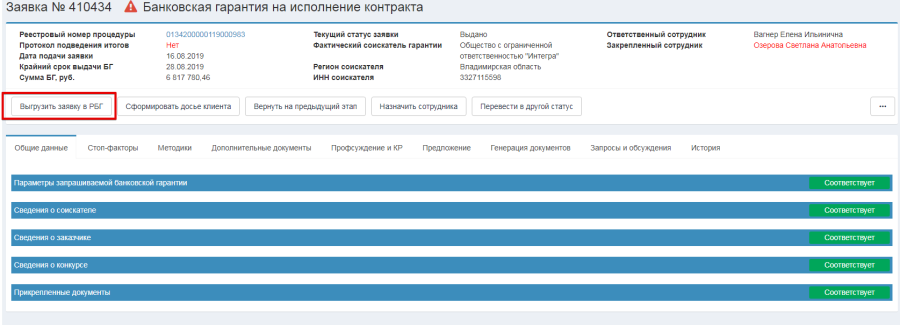 Заявка № 410434 Банковская гарантия на исполнение контракта
Реестровый номер процедуры 0134200000119000983 Текущий статус заявки Выдано Ответственный сотрудник Вагнер Елена Ильинична
Протокол подведения итогов Нет Фактический соискатель гарантии Общество с ограниченной Закрепленный сотрудник Озерова Светлана Анатольевна
Дата подачи заявки 16.08.2019 ответственностью "Интегра"
Крайний срок выдачи БГ 28.08.2019 Регион соискателя Владимирская область
Сумма БГ, руб. 6 817 780,46 ИНН соискателя 3327115598
Выгрузить заявку в РБГ Сформировать досье клиента Вернуть на предыдущий этап Назначить сотрудника Перевести в другой статус ...
Общие данные Стоп-факторы Методики Дополнительные документы Профсуждение и КР Предложение Генерация документов Запросы и обсуждения История
Параметры запрашиваемой банковской гарантии Соответствует
Сведения о соискателе Соответствует
Сведения о заказчике Соответствует
Сведения о конкурсе Соответствует
Прикрепленные документы Соответствует